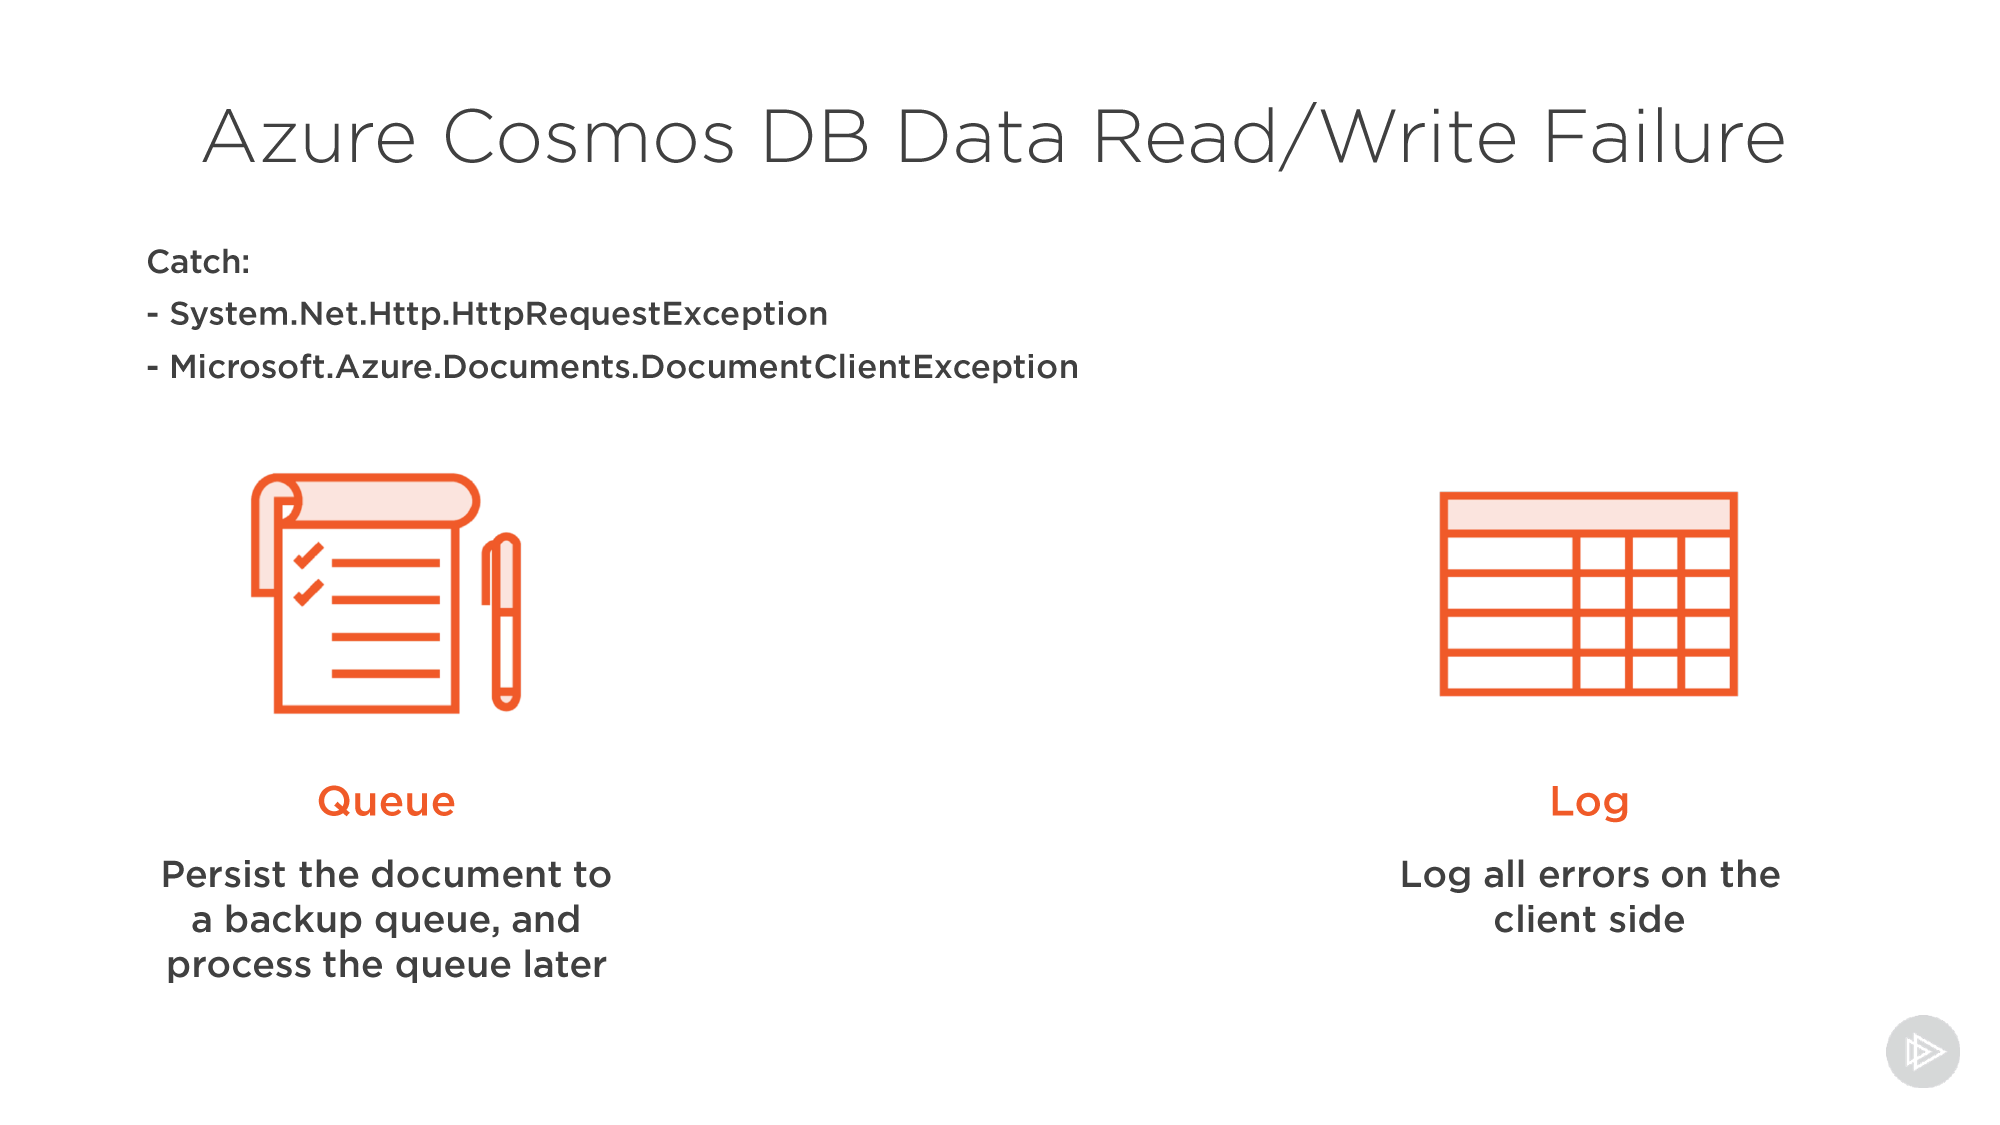 Azure Cosmos DB Data Read/Write Failure
Catch:
- System.Net.Http.HttpRequestException
- Microsoft.Azure.Documents.DocumentClientException
Queue
Persist the document to
a backup queue, and
process the queue later
Log
Log all errors on the
client side